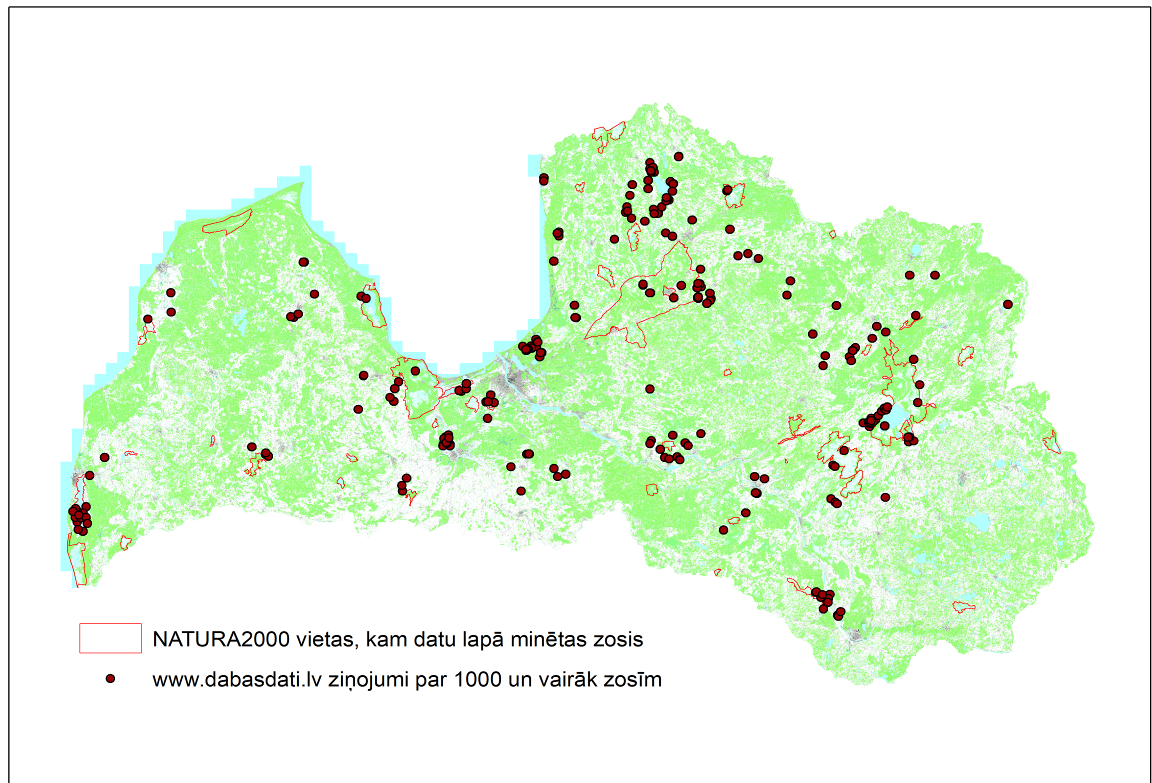 NATURA2000 vietas, kam datu lapā minētas zosis
www.dabasdati.lv ziņojumi par 1000 un vairāk zosīm